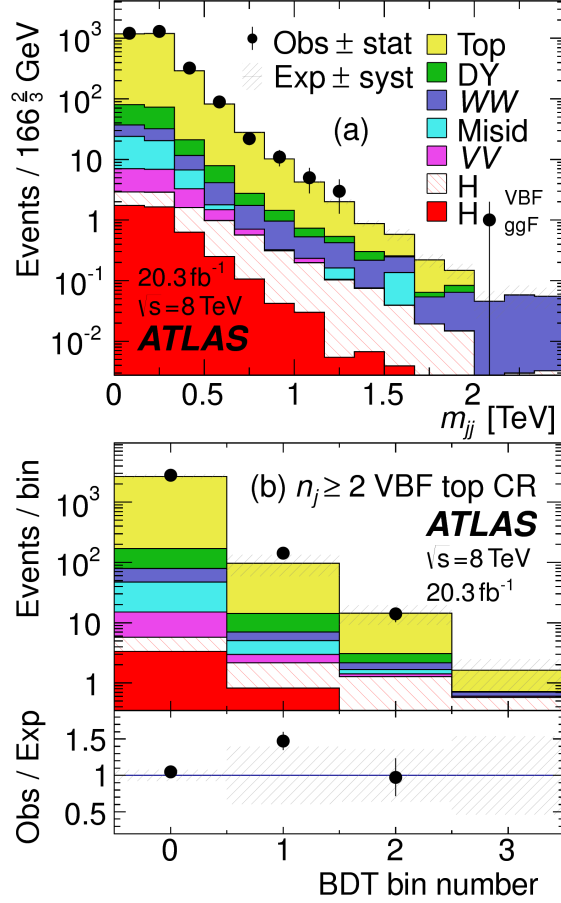 Events / 166 2/3 GeV
10³
10²
10
1
10⁻¹
10⁻²
Obs ± stat
Exp ± syst
(a)
Top
DY
WW
Misid
VV
H VBF
H ggF
20.3 fb⁻¹
√s=8 TeV
ATLAS
0 0.5 1 1.5 2
m_jj [TeV]
Events / bin
10³
10²
10
1
(b) n_j ≥ 2 VBF top CR
ATLAS
√s=8 TeV
20.3 fb⁻¹
Obs / Exp
1.5
1
0.5
0 1 2 3
BDT bin number